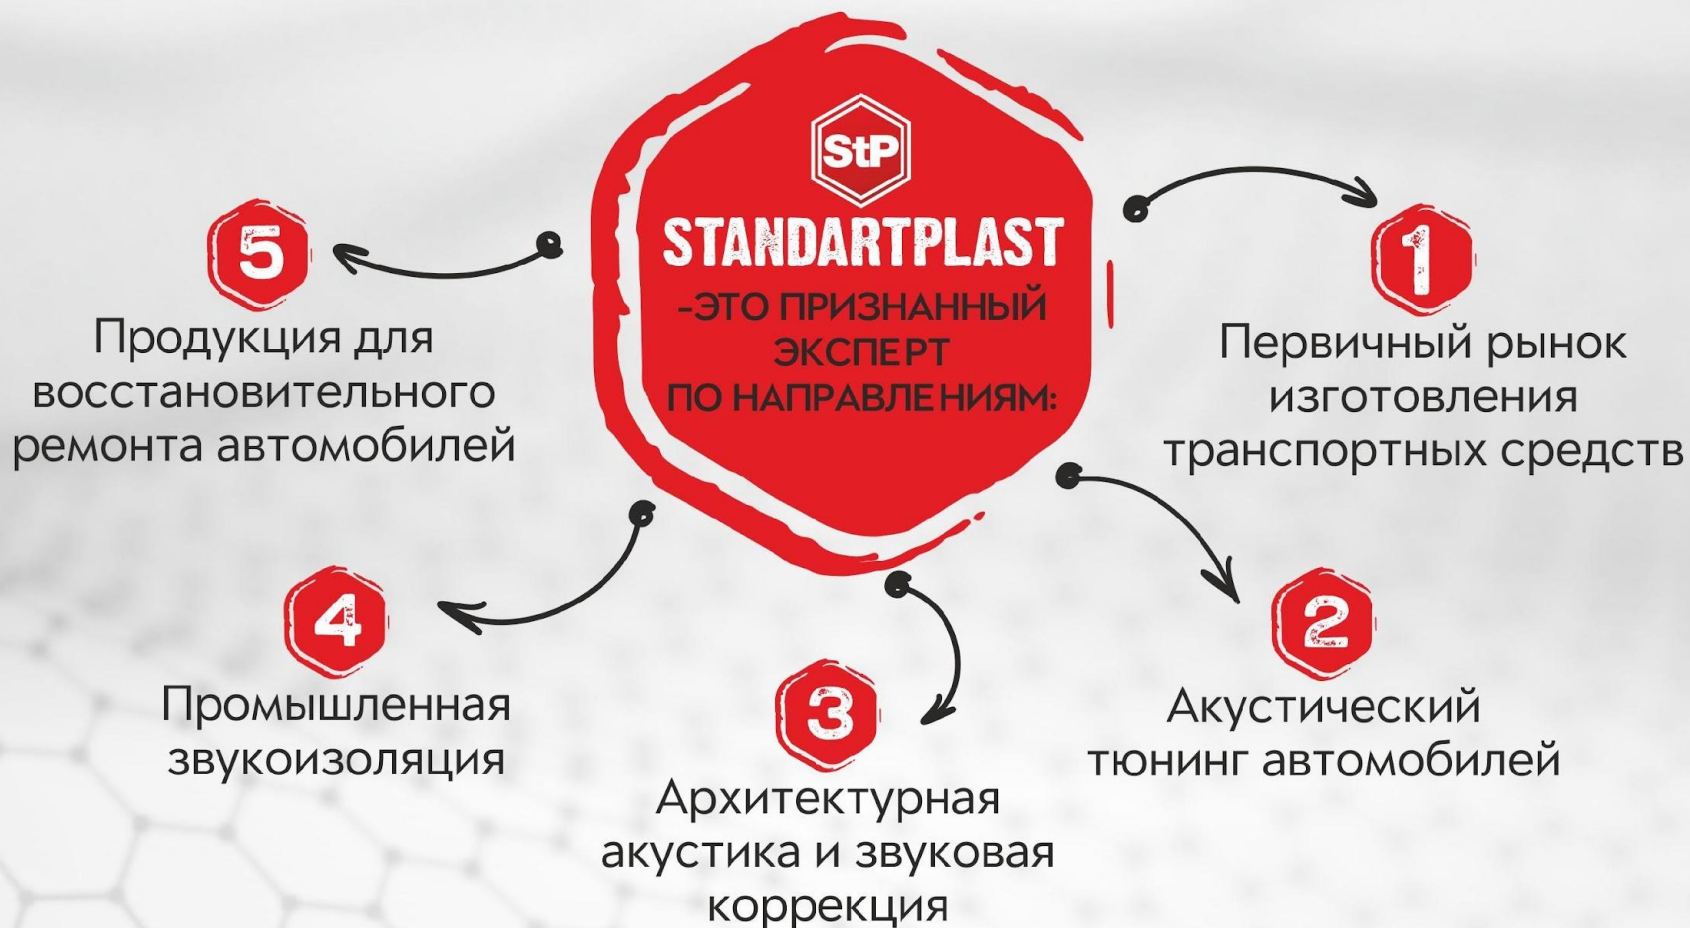 StP
STANDARTPLAST
-ЭТО ПРИЗНАННЫЙ
ЭКСПЕРТ
ПО НАПРАВЛЕНИЯМ:
1
Первичный рынок
изготовления
транспортных средств
2
Акустический
тюнинг автомобилей
3
Архитектурная
акустика и звуковая
коррекция
4
Промышленная
звукоизоляция
5
Продукция для
восстановительного
ремонта автомобилей